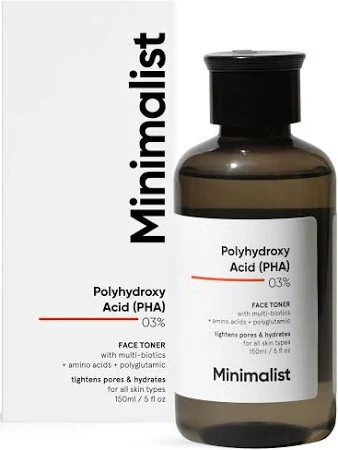 Minimalist
Polyhydroxy
Acid (PHA)
03%
FACE TONER
with multi-biotics
+ amino acids + polyglutamic
tightens pores & hydrates
for all skin types
150ml / 5 fl oz
Polyhydroxy
Acid (PHA)
03%
FACE TONER
with multi-biotics
+ amino acids + polyglutamic
tightens pores & hydrates
for all skin types
150ml / 5 fl oz
Minimalist